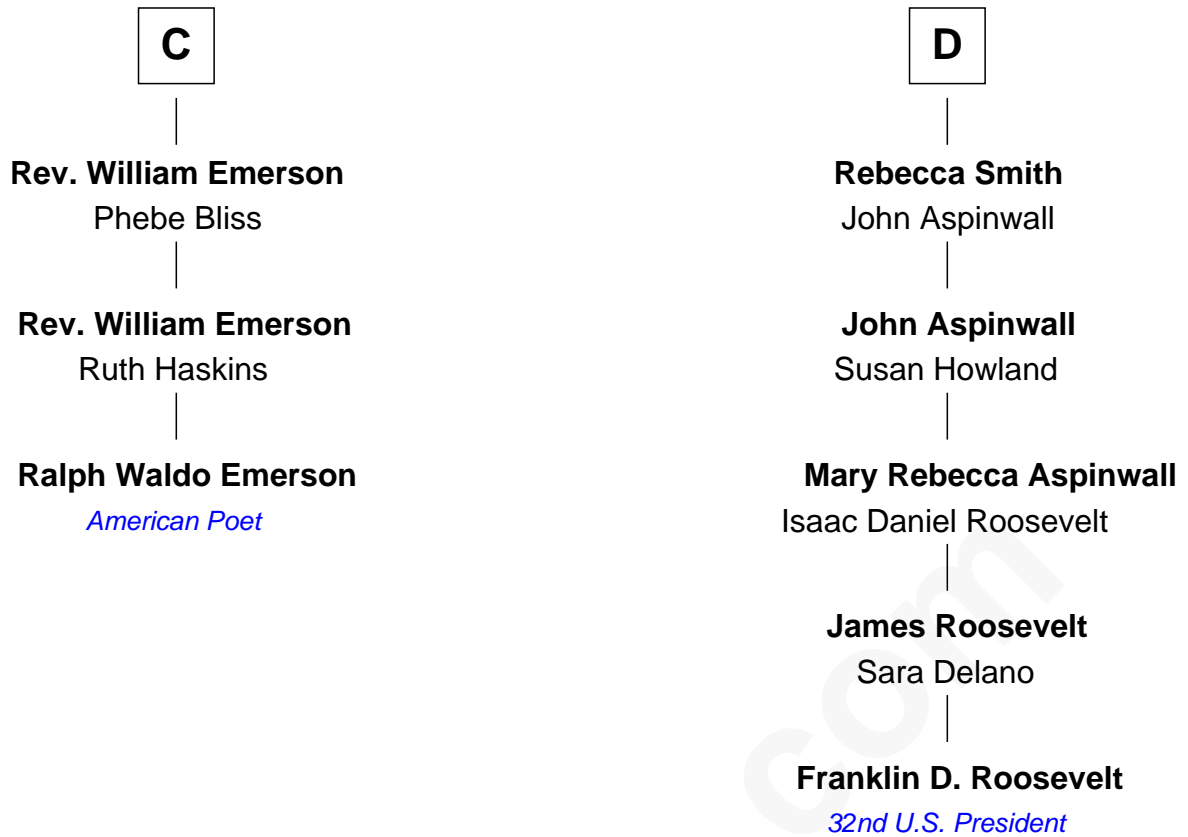 C
Rev. William Emerson
Phebe Bliss
Rev. William Emerson
Ruth Haskins
Ralph Waldo Emerson
American Poet
D
Rebecca Smith
John Aspinwall
John Aspinwall
Susan Howland
Mary Rebecca Aspinwall
Isaac Daniel Roosevelt
James Roosevelt
Sara Delano
Franklin D. Roosevelt
32nd U.S. President
com